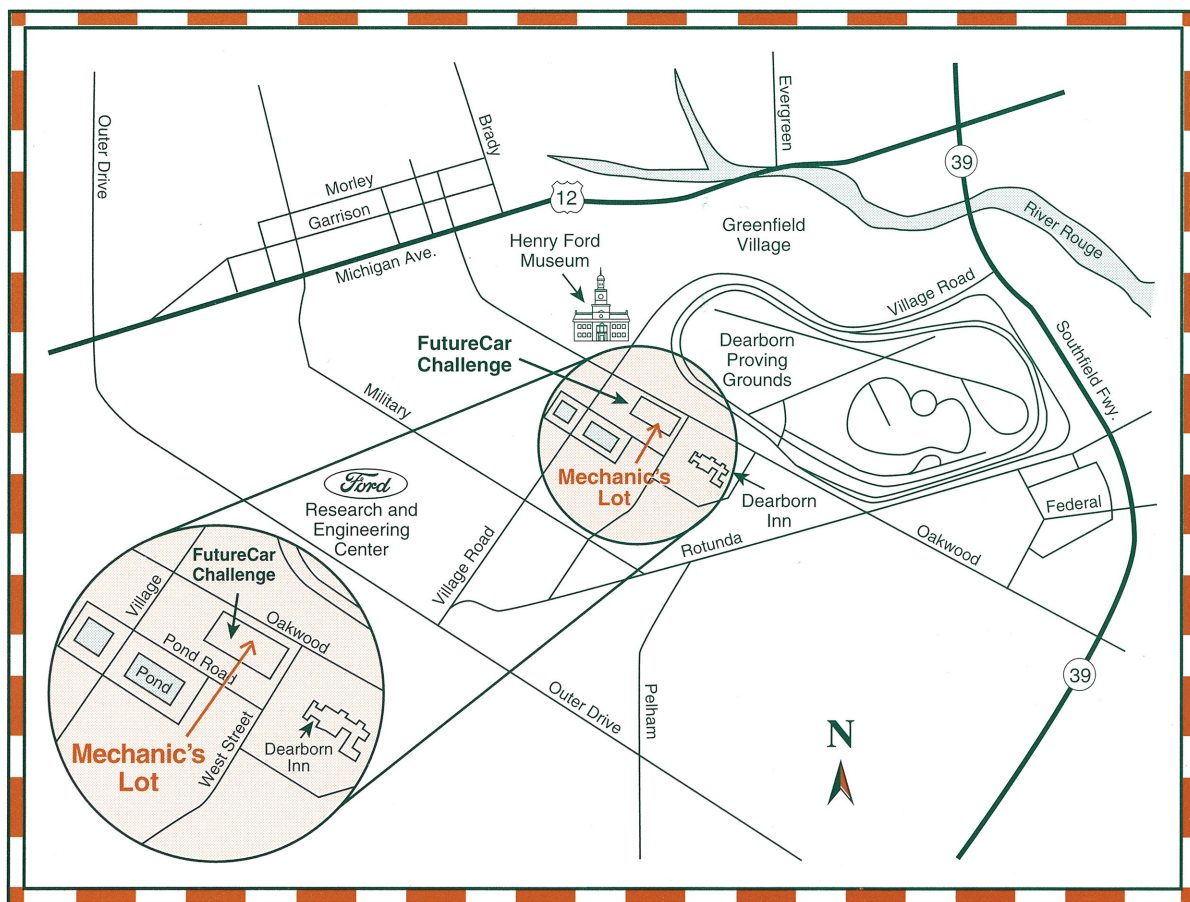 Outer Drive
Brady
Evergreen
39
Morley
Garrison
12
Michigan Ave.
River Rouge
Greenfield
Village
Henry Ford
Museum
Village Road
FutureCar
Challenge
Dearborn
Proving
Grounds
Southfield Fwy.
Military
Mechanic's
Lot
Dearborn
Inn
Ford
Research and
Engineering
Center
Federal
Rotunda
Oakwood
Village Road
FutureCar
Challenge
Village
Oakwood
Pond Road
Pond
Mechanic's
Lot
West Street
Dearborn
Inn
Outer Drive
Pelham
39
N